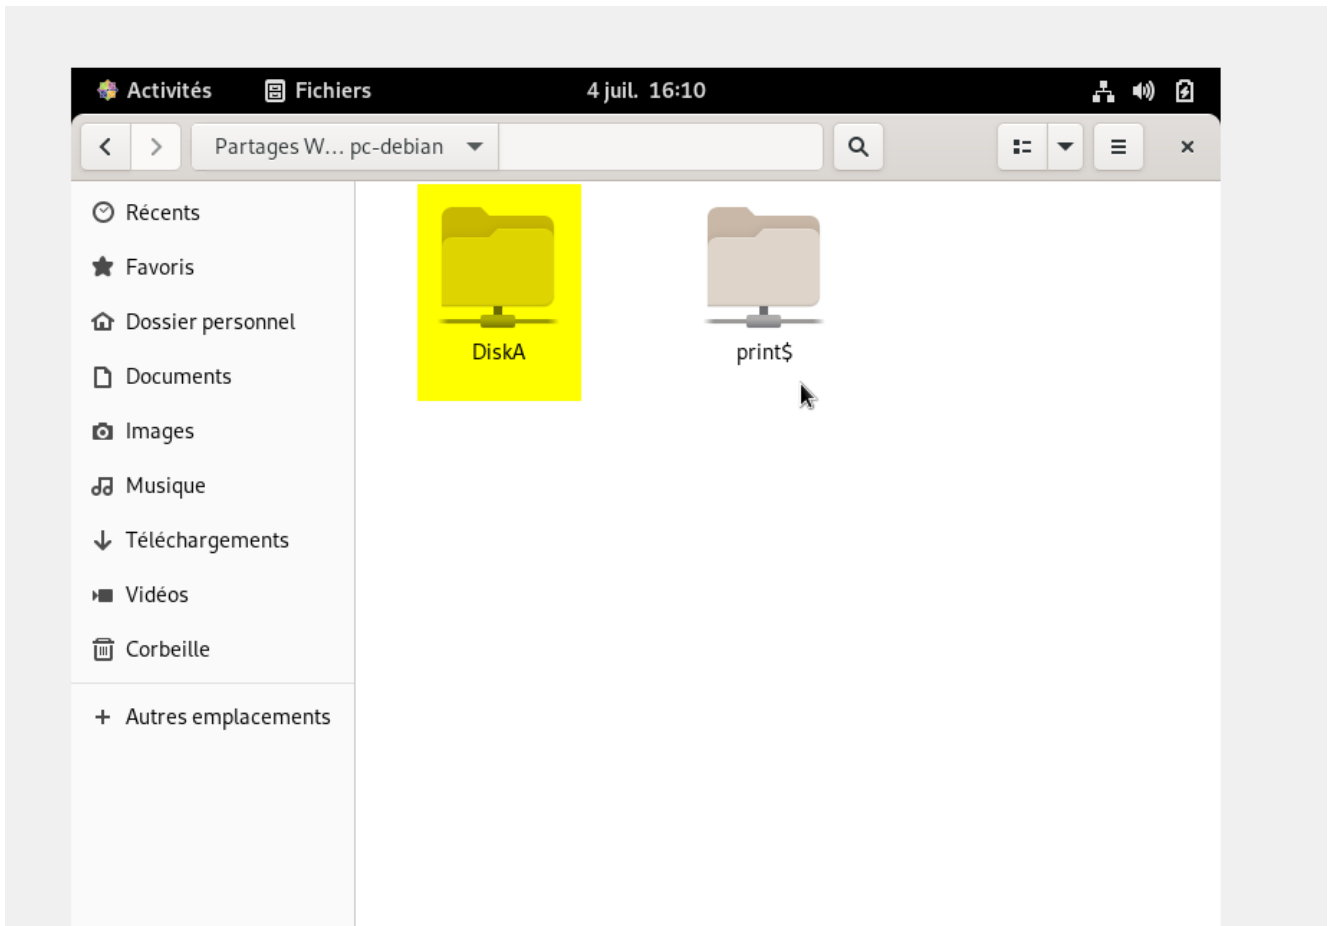 Activités Fichiers 4 juil. 16:10
Partages W... pc-debian
Récents
Favoris
Dossier personnel
Documents
Images
Musique
Téléchargements
Vidéos
Corbeille
Autres emplacements
DiskA print$